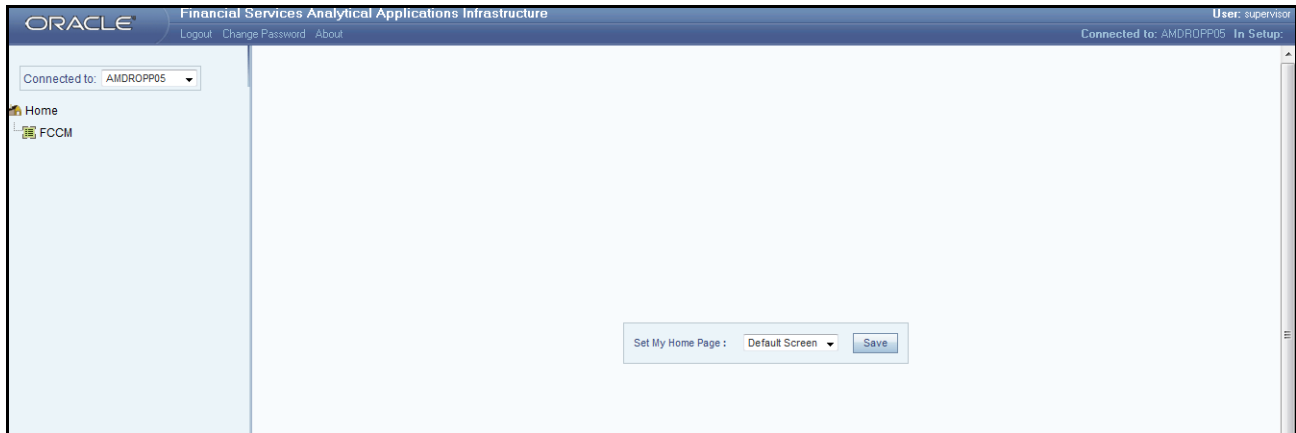 ORACLE
Financial Services Analytical Applications Infrastructure
User: supervisor
Logout Change Password About
Connected to: AMDROPP05 In Setup:
Connected to: AMDROPP05
Home
FCCM
Set My Home Page : Default Screen Save